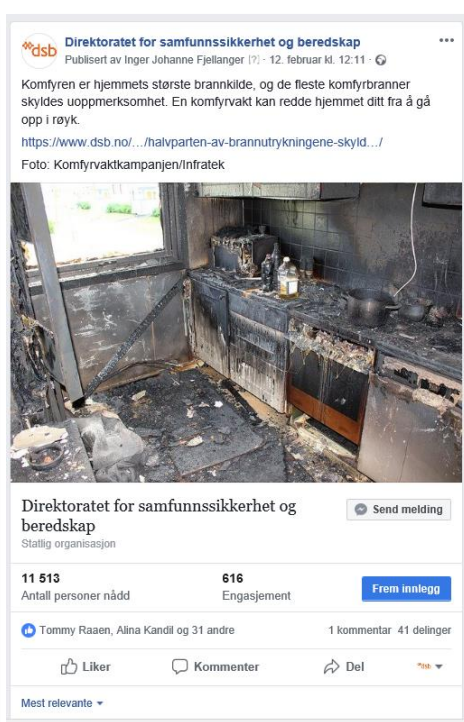 dsb
Direktoratet for samfunnssikkerhet og beredskap
Publisert av Inger Johanne Fjellanger [?] · 12. februar kl. 12:11 ·
Komfyren er hjemmets største brannkilde, og de fleste komfyrbranner
skyldes uoppmerksomhet. En komfyrvakt kan redde hjemmet ditt fra å gå
opp i røyk.
https://www.dsb.no/…/halvparten-av-brannutrykningene-skyld…/
Foto: Komfyrvaktkampanjen/Infratek
Direktoratet for samfunnssikkerhet og
beredskap
Statlig organisasjon
Send melding
11 513
Antall personer nådd
616
Engasjement
Frem innlegg
Tommy Raaen, Alina Kandil og 31 andre
1 kommentar 41 delinger
Liker
Kommenter
Del
dsb
Mest relevante